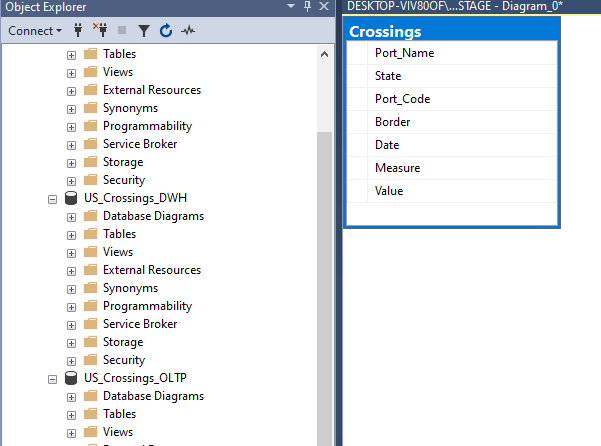 Object Explorer
Connect
Tables
Views
External Resources
Synonyms
Programmability
Service Broker
Storage
Security
US_Crossings_DWH
Database Diagrams
Tables
Views
External Resources
Synonyms
Programmability
Service Broker
Storage
Security
US_Crossings_OLTP
Database Diagrams
Tables
Views
DESKTOP-VIV80OF\...STAGE - Diagram_0*
Crossings
Port_Name
State
Port_Code
Border
Date
Measure
Value